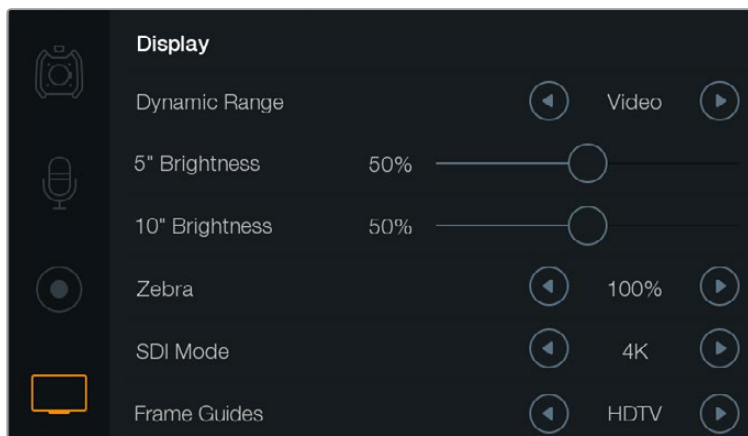 Display
Dynamic Range Video
5" Brightness 50%
10" Brightness 50%
Zebra 100%
SDI Mode 4K
Frame Guides HDTV